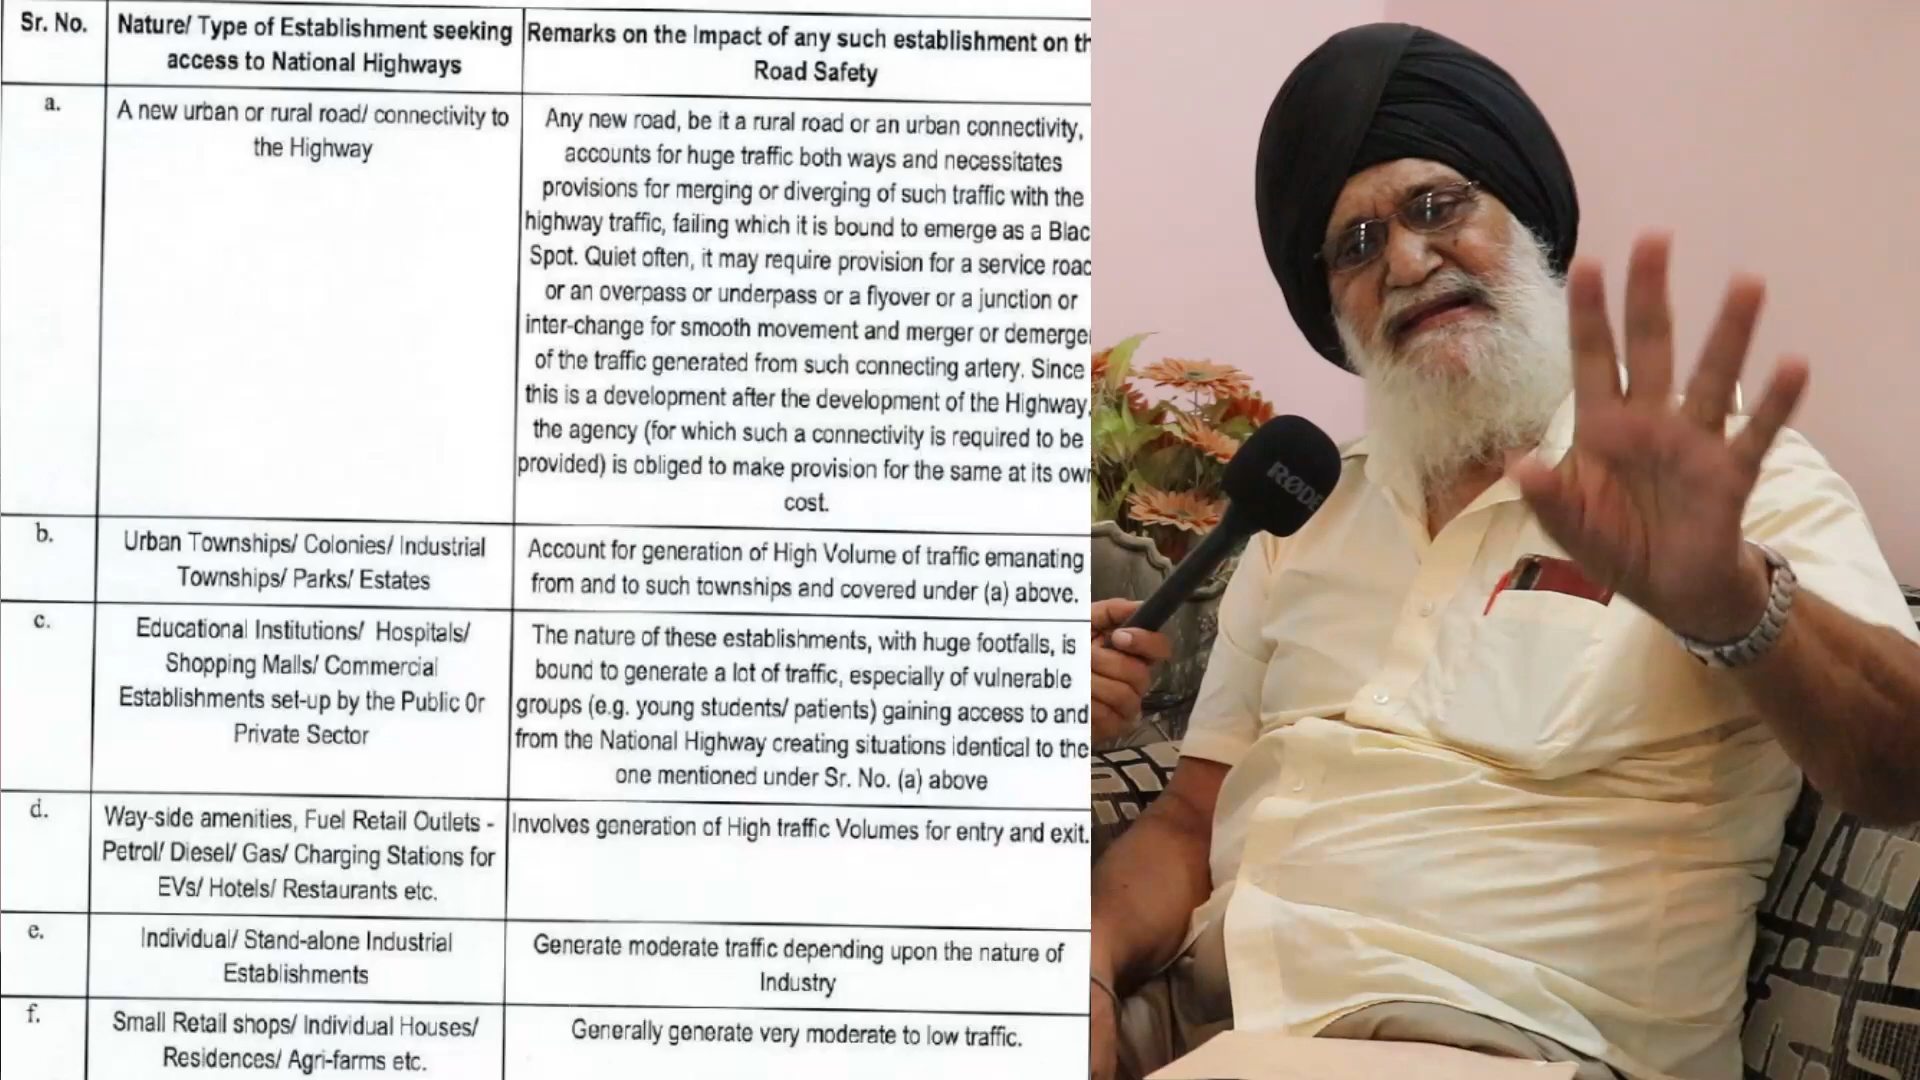 Sr. No.
Nature/ Type of Establishment seeking
access to National Highways
Remarks on the Impact of any such establishment on th
Road Safety
a.
A new urban or rural road/ connectivity to
the Highway
Any new road, be it a rural road or an urban connectivity,
accounts for huge traffic both ways and necessitates
provisions for merging or diverging of such traffic with the
highway traffic, failing which it is bound to emerge as a Blac
Spot. Quiet often, it may require provision for a service road
or an overpass or underpass or a flyover or a junction or
inter-change for smooth movement and merger or demerge
of the traffic generated from such connecting artery. Since
this is a development after the development of the Highway,
the agency (for which such a connectivity is required to be
provided) is obliged to make provision for the same at its own
cost.
b.
Urban Townships/ Colonies/ Industrial
Townships/ Parks/ Estates
Account for generation of High Volume of traffic emanating
from and to such townships and covered under (a) above.
c.
Educational Institutions/ Hospitals/
Shopping Malls/ Commercial
Establishments set-up by the Public 0r
Private Sector
The nature of these establishments, with huge footfalls, is
bound to generate a lot of traffic, especially of vulnerable
groups (e.g. young students/ patients) gaining access to and
from the National Highway creating situations identical to the
one mentioned under Sr. No. (a) above
d.
Way-side amenities, Fuel Retail Outlets -
Petrol/ Diesel/ Gas/ Charging Stations for
EVs/ Hotels/ Restaurants etc.
Involves generation of High traffic Volumes for entry and exit.
e.
Individual/ Stand-alone Industrial
Establishments
Generate moderate traffic depending upon the nature of
Industry
f.
Small Retail shops/ Individual Houses/
Residences/ Agri-farms etc.
Generally generate very moderate to low traffic.
RØDE